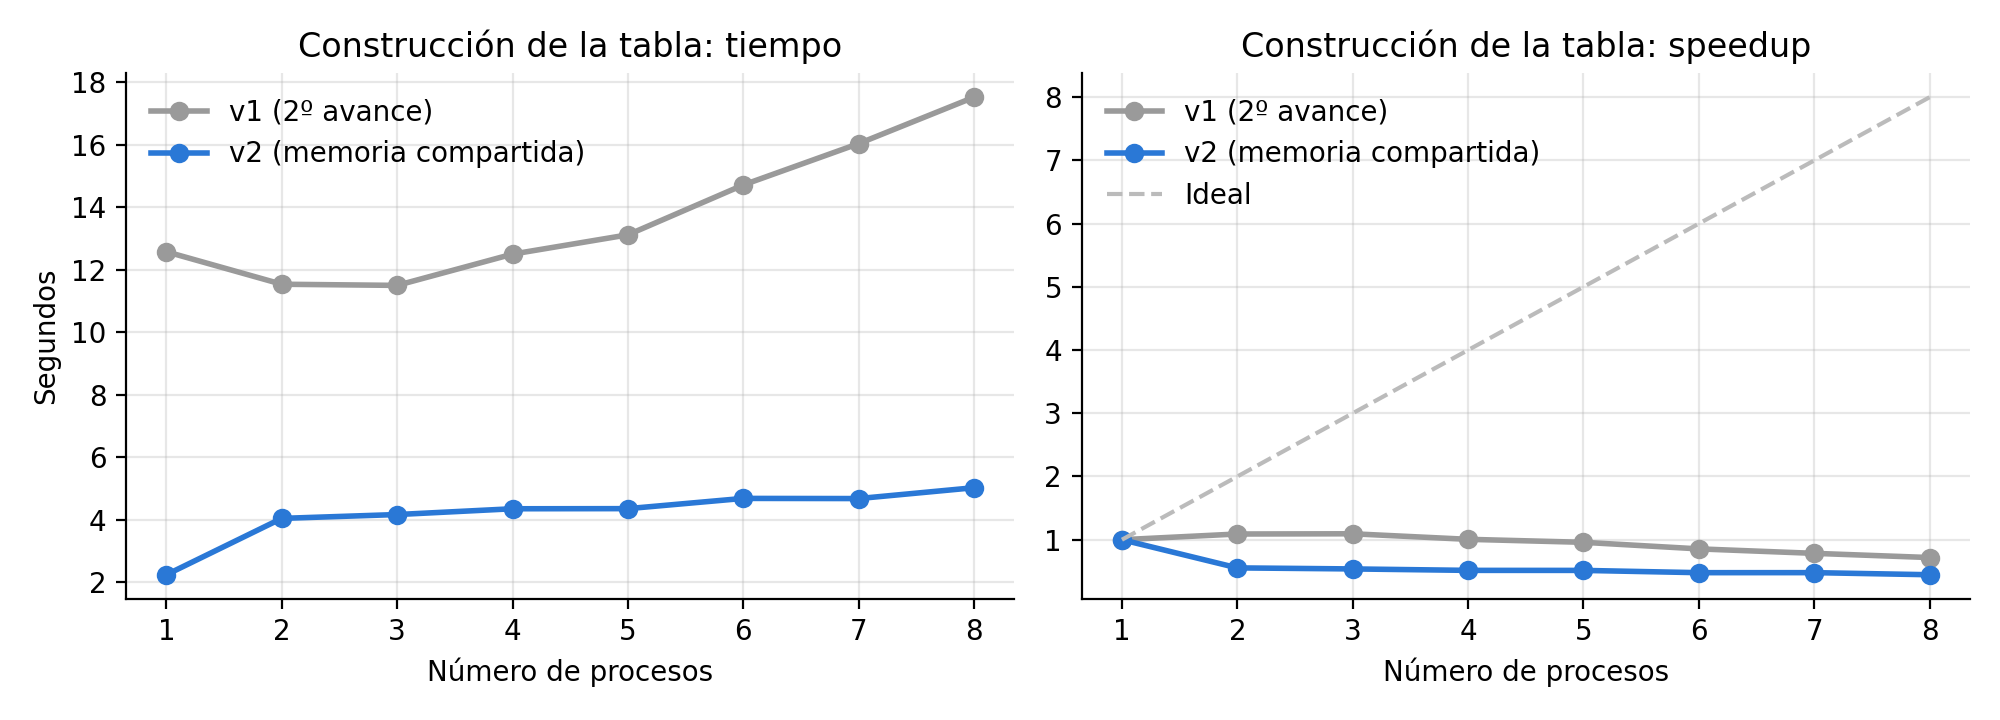 Construcción de la tabla: tiempo
v1 (2º avance)
v2 (memoria compartida)
Segundos
18
16
14
12
10
8
6
4
2
1 2 3 4 5 6 7 8
Número de procesos
Construcción de la tabla: speedup
v1 (2º avance)
v2 (memoria compartida)
Ideal
8
7
6
5
4
3
2
1
1 2 3 4 5 6 7 8
Número de procesos